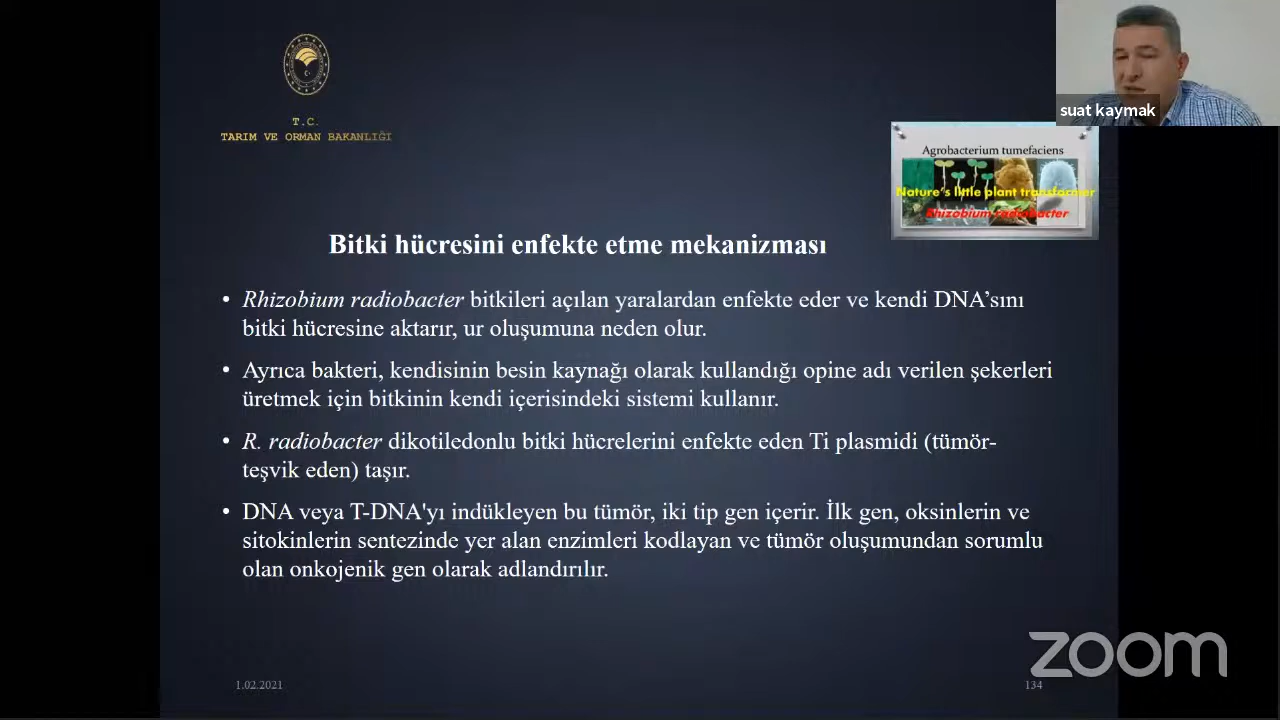 suat kaymak
T.C.
TARIM VE ORMAN BAKANLIĞI
Agrobacterium tumefaciens
Nature's little plant transformer
Rhizobium radiobacter
Bitki hücresini enfekte etme mekanizması
• Rhizobium radiobacter bitkileri açılan yaralardan enfekte eder ve kendi DNA’sını
bitki hücresine aktarır, ur oluşumuna neden olur.
• Ayrıca bakteri, kendisinin besin kaynağı olarak kullandığı opine adı verilen şekerleri
üretmek için bitkinin kendi içerisindeki sistemi kullanır.
• R. radiobacter dikotiledonlu bitki hücrelerini enfekte eden Ti plasmidi (tümör-
teşvik eden) taşır.
• DNA veya T-DNA'yı indükleyen bu tümör, iki tip gen içerir. İlk gen, oksinlerin ve
sitokinlerin sentezinde yer alan enzimleri kodlayan ve tümör oluşumundan sorumlu
olan onkojenik gen olarak adlandırılır.
zoom
1.02.2021
134